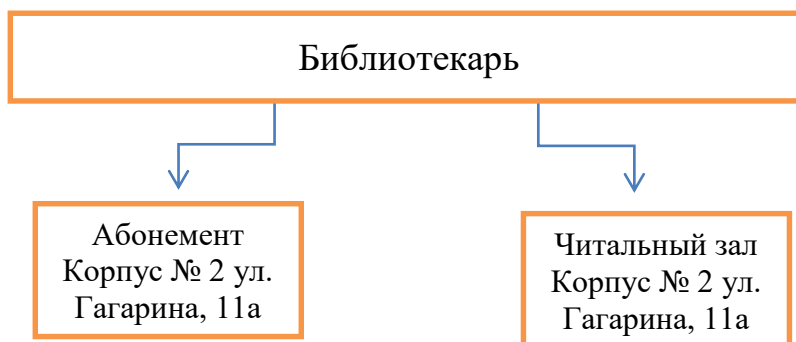 Библиотекарь
Абонемент
Корпус № 2 ул.
Гагарина, 11а
Читальный зал
Корпус № 2 ул.
Гагарина, 11а